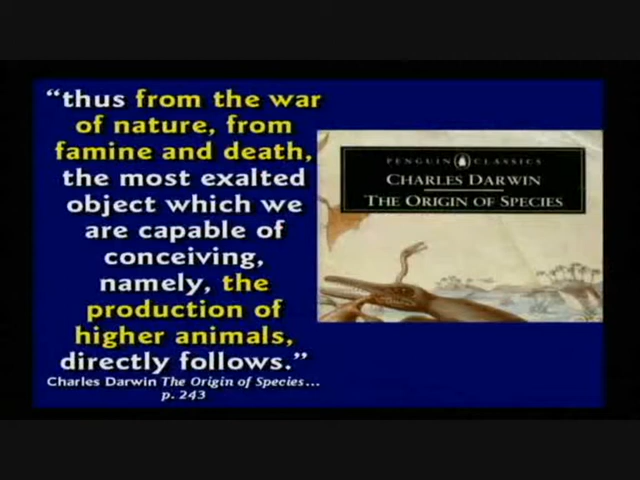 “thus from the war
of nature, from
famine and death,
the most exalted
object which we
are capable of
conceiving,
namely, the
production of
higher animals,
directly follows.”
Charles Darwin The Origin of Species...
p. 243
PENGUIN CLASSICS
CHARLES DARWIN
THE ORIGIN OF SPECIES